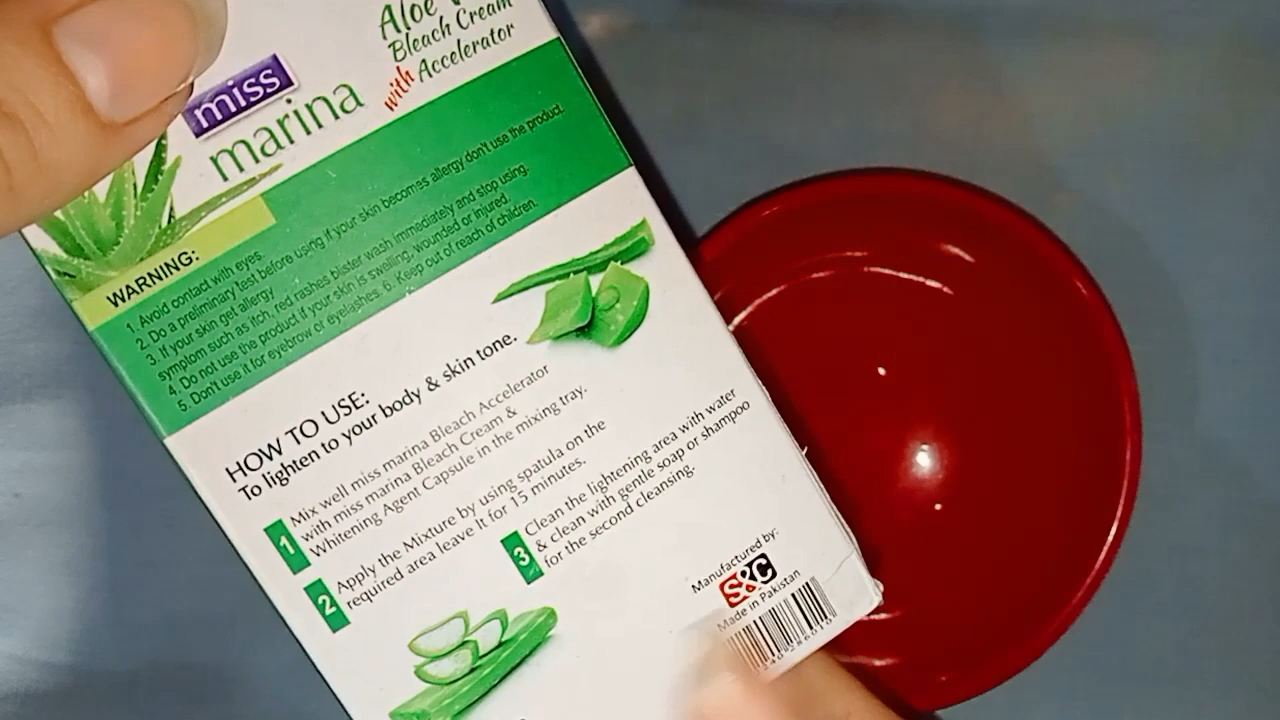 miss
marina
Aloe
Bleach Cream
with Accelerator
WARNING:
1. Avoid contact with eyes.
2. Do a preliminary test before using if your skin becomes allergy don't use the product.
3. If your skin get allergy
symptom such as itch, red rashes blister wash immediately and stop using.
4. Do not use the product if your skin is swelling, wounded or injured.
5. Don't use it for eyebrow or eyelashes. 6. Keep out of reach of children.
HOW TO USE:
To lighten to your body & skin tone.
1 Mix well miss marina Bleach Accelerator
with miss marina Bleach Cream &
Whitening Agent Capsule in the mixing tray.
2 Apply the Mixture by using spatula on the
required area leave It for 15 minutes.
3 Clean the lightening area with water
& clean with gentle soap or shampoo
for the second cleansing.
Manufactured by:
S&C
Made in Pakistan